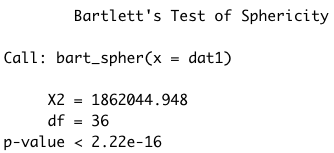 Bartlett's Test of Sphericity
Call: bart_spher(x = dat1)
X2 = 1862044.948
df = 36
p-value < 2.22e-16